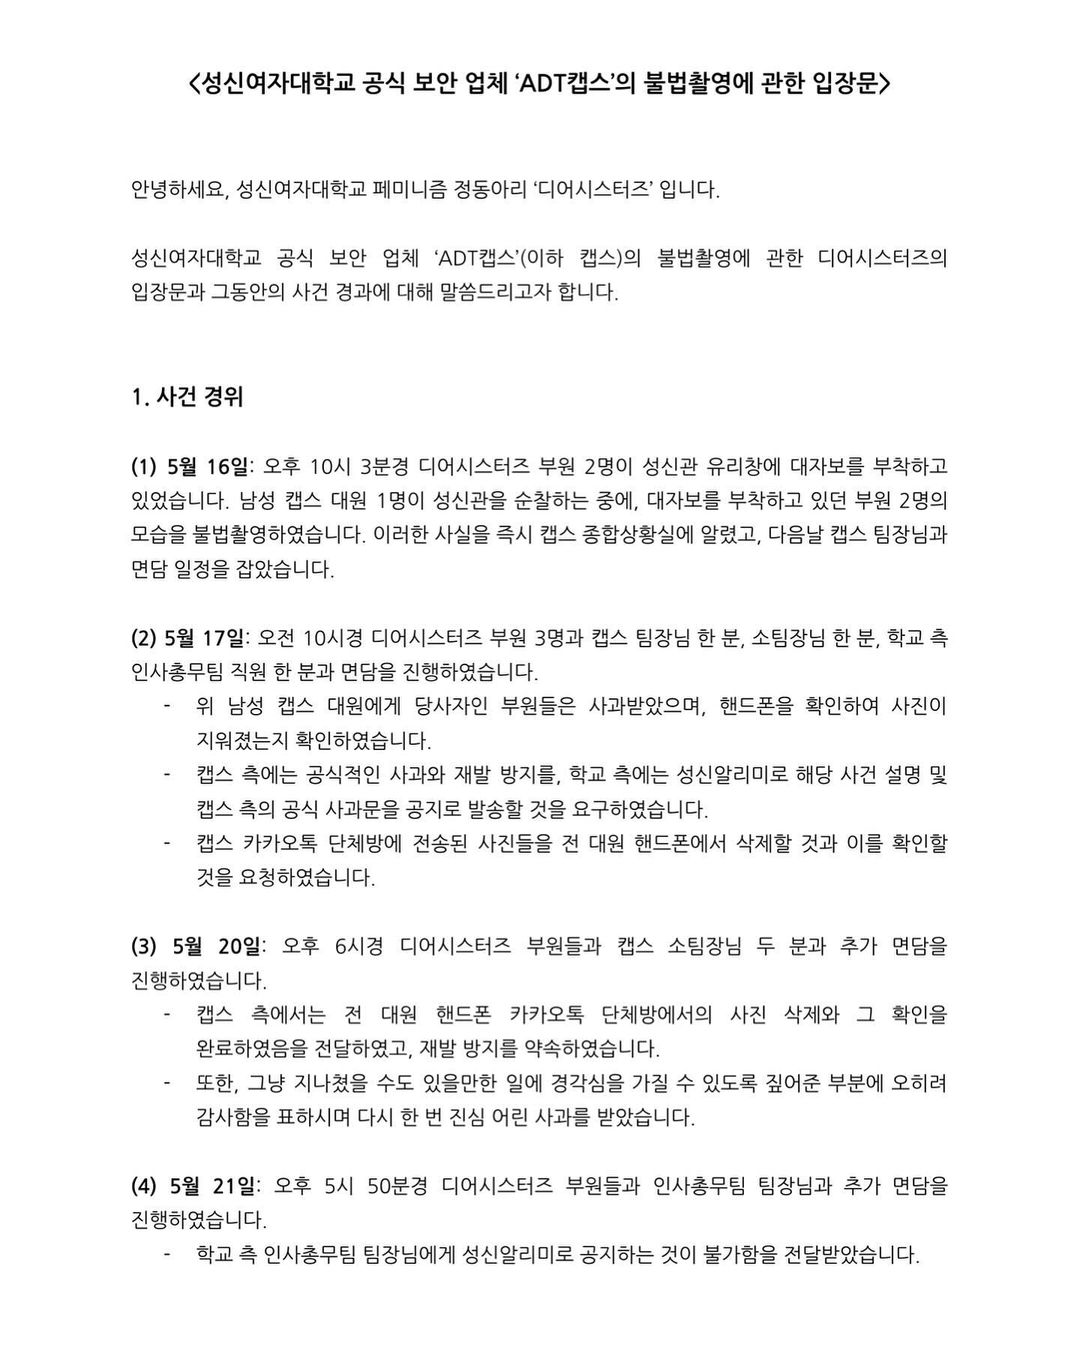 <성신여자대학교 공식 보안 업체 ‘ADT캡스’의 불법촬영에 관한 입장문>
안녕하세요, 성신여자대학교 페미니즘 정동아리 ‘디어시스터즈’ 입니다.
성신여자대학교 공식 보안 업체 ‘ADT캡스’(이하 캡스)의 불법촬영에 관한 디어시스터즈의
입장문과 그동안의 사건 경과에 대해 말씀드리고자 합니다.
1. 사건 경위
(1) 5월 16일: 오후 10시 3분경 디어시스터즈 부원 2명이 성신관 유리창에 대자보를 부착하고
있었습니다. 남성 캡스 대원 1명이 성신관을 순찰하는 중에, 대자보를 부착하고 있던 부원 2명의
모습을 불법촬영하였습니다. 이러한 사실을 즉시 캡스 종합상황실에 알렸고, 다음날 캡스 팀장님과
면담 일정을 잡았습니다.
(2) 5월 17일: 오전 10시경 디어시스터즈 부원 3명과 캡스 팀장님 한 분, 소팀장님 한 분, 학교 측
인사총무팀 직원 한 분과 면담을 진행하였습니다.
- 위 남성 캡스 대원에게 당사자인 부원들은 사과받았으며, 핸드폰을 확인하여 사진이
지워졌는지 확인하였습니다.
- 캡스 측에는 공식적인 사과와 재발 방지를, 학교 측에는 성신알리미로 해당 사건 설명 및
캡스 측의 공식 사과문을 공지로 발송할 것을 요구하였습니다.
- 캡스 카카오톡 단체방에 전송된 사진들을 전 대원 핸드폰에서 삭제할 것과 이를 확인할
것을 요청하였습니다.
(3) 5월 20일: 오후 6시경 디어시스터즈 부원들과 캡스 소팀장님 두 분과 추가 면담을
진행하였습니다.
- 캡스 측에서는 전 대원 핸드폰 카카오톡 단체방에서의 사진 삭제와 그 확인을
완료하였음을 전달하였고, 재발 방지를 약속하였습니다.
- 또한, 그냥 지나쳤을 수도 있을만한 일에 경각심을 가질 수 있도록 짚어준 부분에 오히려
감사함을 표하시며 다시 한 번 진심 어린 사과를 받았습니다.
(4) 5월 21일: 오후 5시 50분경 디어시스터즈 부원들과 인사총무팀 팀장님과 추가 면담을
진행하였습니다.
- 학교 측 인사총무팀 팀장님에게 성신알리미로 공지하는 것이 불가함을 전달받았습니다.